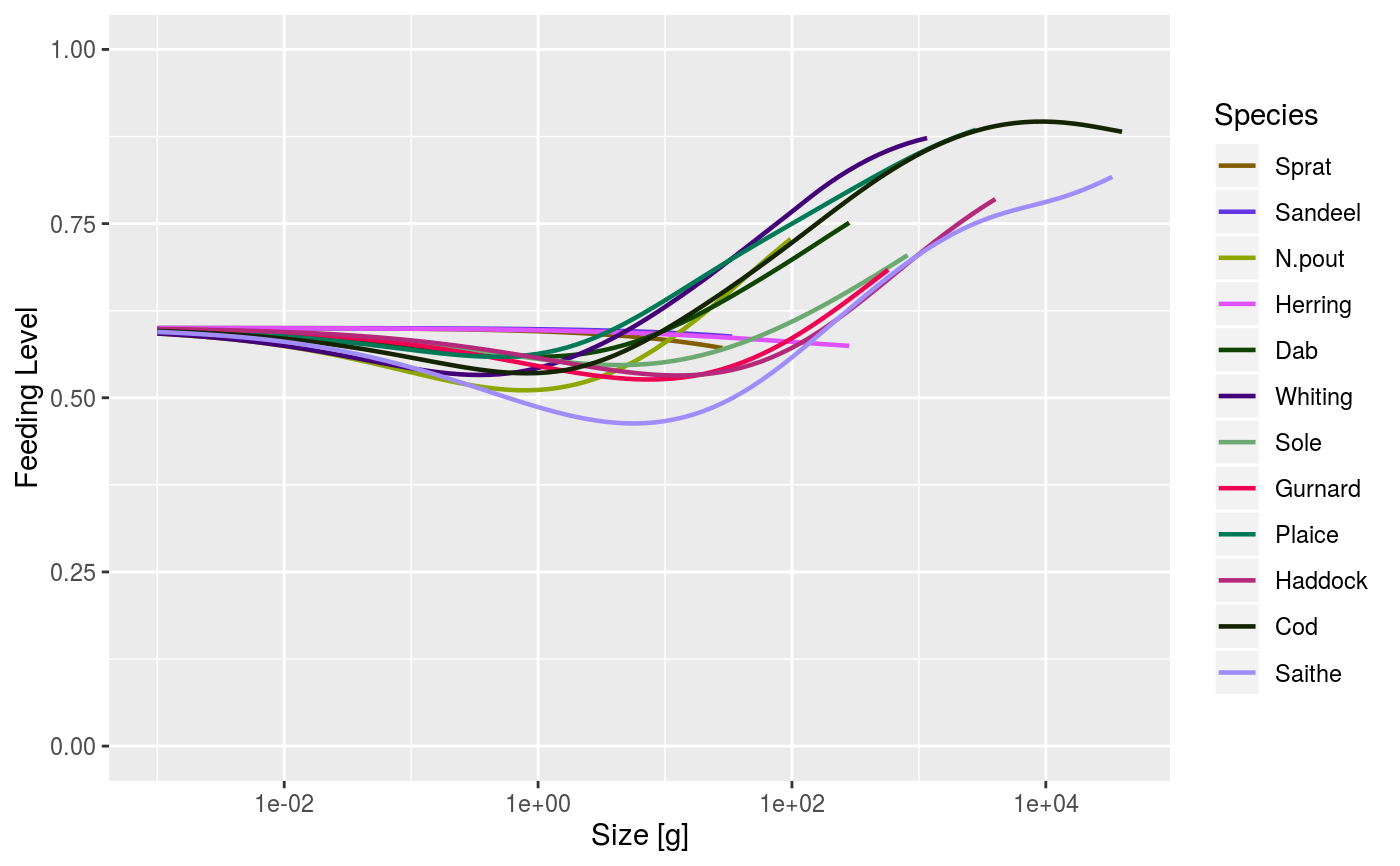 1.00
0.75
0.50
0.25
0.00
Feeding Level
1e-02
1e+00
1e+02
1e+04
Size [g]
Species
Sprat
Sandeel
N.pout
Herring
Dab
Whiting
Sole
Gurnard
Plaice
Haddock
Cod
Saithe